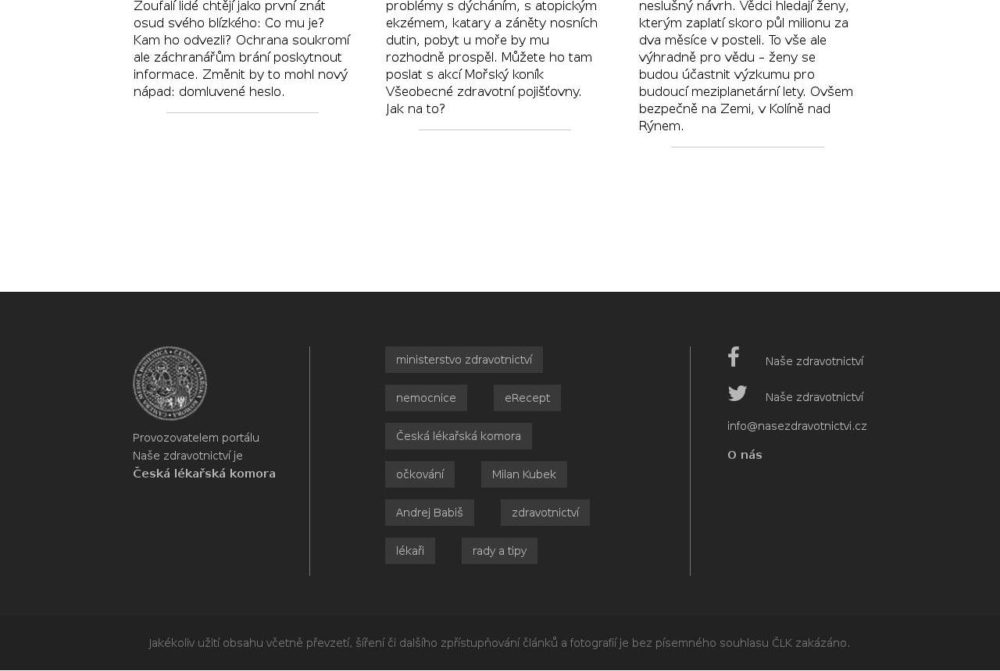 Zoufalí lidé chtějí jako první znát
osud svého blízkého: Co mu je?
Kam ho odvezli? Ochrana soukromí
ale záchranářům brání poskytnout
informace. Změnit by to mohl nový
nápad: domluvené heslo.
problémy s dýcháním, s atopickým
ekzémem, katary a záněty nosních
dutin, pobyt u moře by mu
rozhodně prospěl. Můžete ho tam
poslat s akcí Mořský koník
Všeobecné zdravotní pojišťovny.
Jak na to?
neslušný návrh. Vědci hledají ženy,
kterým zaplatí skoro půl milionu za
dva měsíce v posteli. To vše ale
výhradně pro vědu – ženy se
budou účastnit výzkumu pro
budoucí meziplanetární lety. Ovšem
bezpečně na Zemi, v Kolíně nad
Rýnem.
Provozovatelem portálu
Naše zdravotnictví je
Česká lékařská komora
ministerstvo zdravotnictví
nemocnice eRecept
Česká lékařská komora
očkování Milan Kubek
Andrej Babiš zdravotnictví
lékaři rady a tipy
Naše zdravotnictví
Naše zdravotnictví
info@nasezdravotnictvi.cz
O nás
Jakékoliv užití obsahu včetně převzetí, šíření či dalšího zpřístupňování článků a fotografií je bez písemného souhlasu ČLK zakázáno.